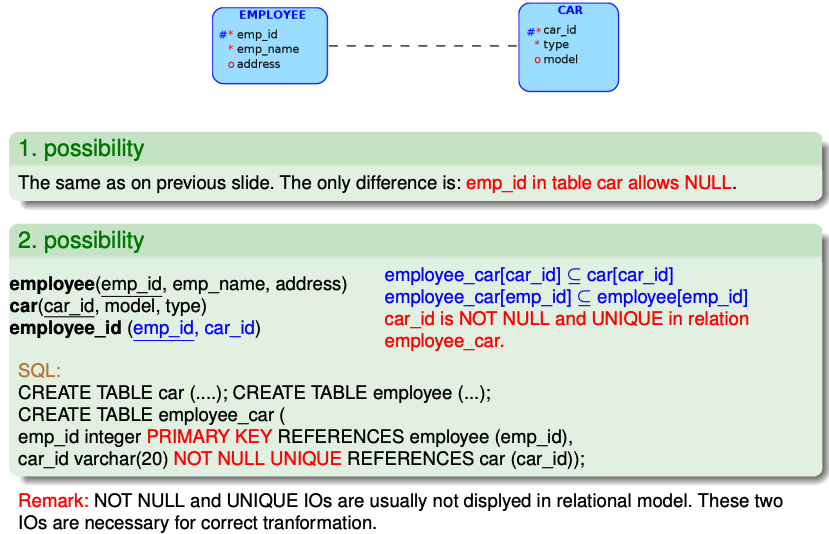 EMPLOYEE
#* emp_id
* emp_name
o address
CAR
#* car_id
* type
o model
1. possibility
The same as on previous slide. The only difference is: emp_id in table car allows NULL.
2. possibility
employee(emp_id, emp_name, address)
car(car_id, model, type)
employee_id (emp_id, car_id)
employee_car[car_id] ⊆ car[car_id]
employee_car[emp_id] ⊆ employee[emp_id]
car_id is NOT NULL and UNIQUE in relation
employee_car.
SQL:
CREATE TABLE car (....); CREATE TABLE employee (...);
CREATE TABLE employee_car (
emp_id integer PRIMARY KEY REFERENCES employee (emp_id),
car_id varchar(20) NOT NULL UNIQUE REFERENCES car (car_id));
Remark: NOT NULL and UNIQUE IOs are usually not displyed in relational model. These two
IOs are necessary for correct tranformation.